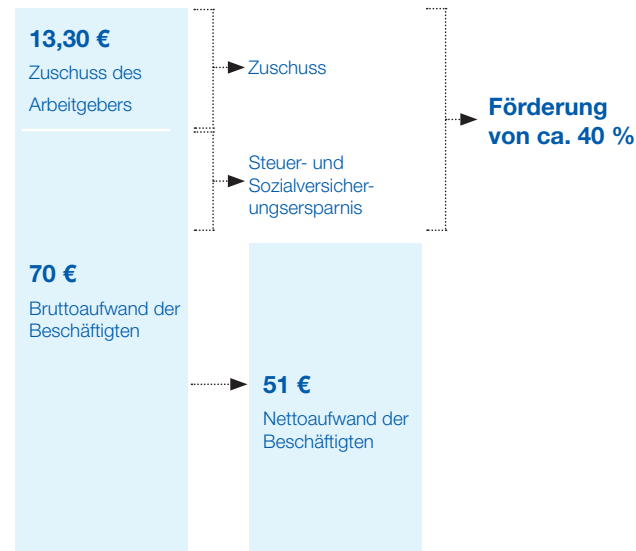 13,30 €
Zuschuss des
Arbeitgebers
Zuschuss
Förderung
von ca. 40 %
Steuer- und
Sozialversicher-
ungsersparnis
70 €
Bruttoaufwand der
Beschäftigten
51 €
Nettoaufwand der
Beschäftigten